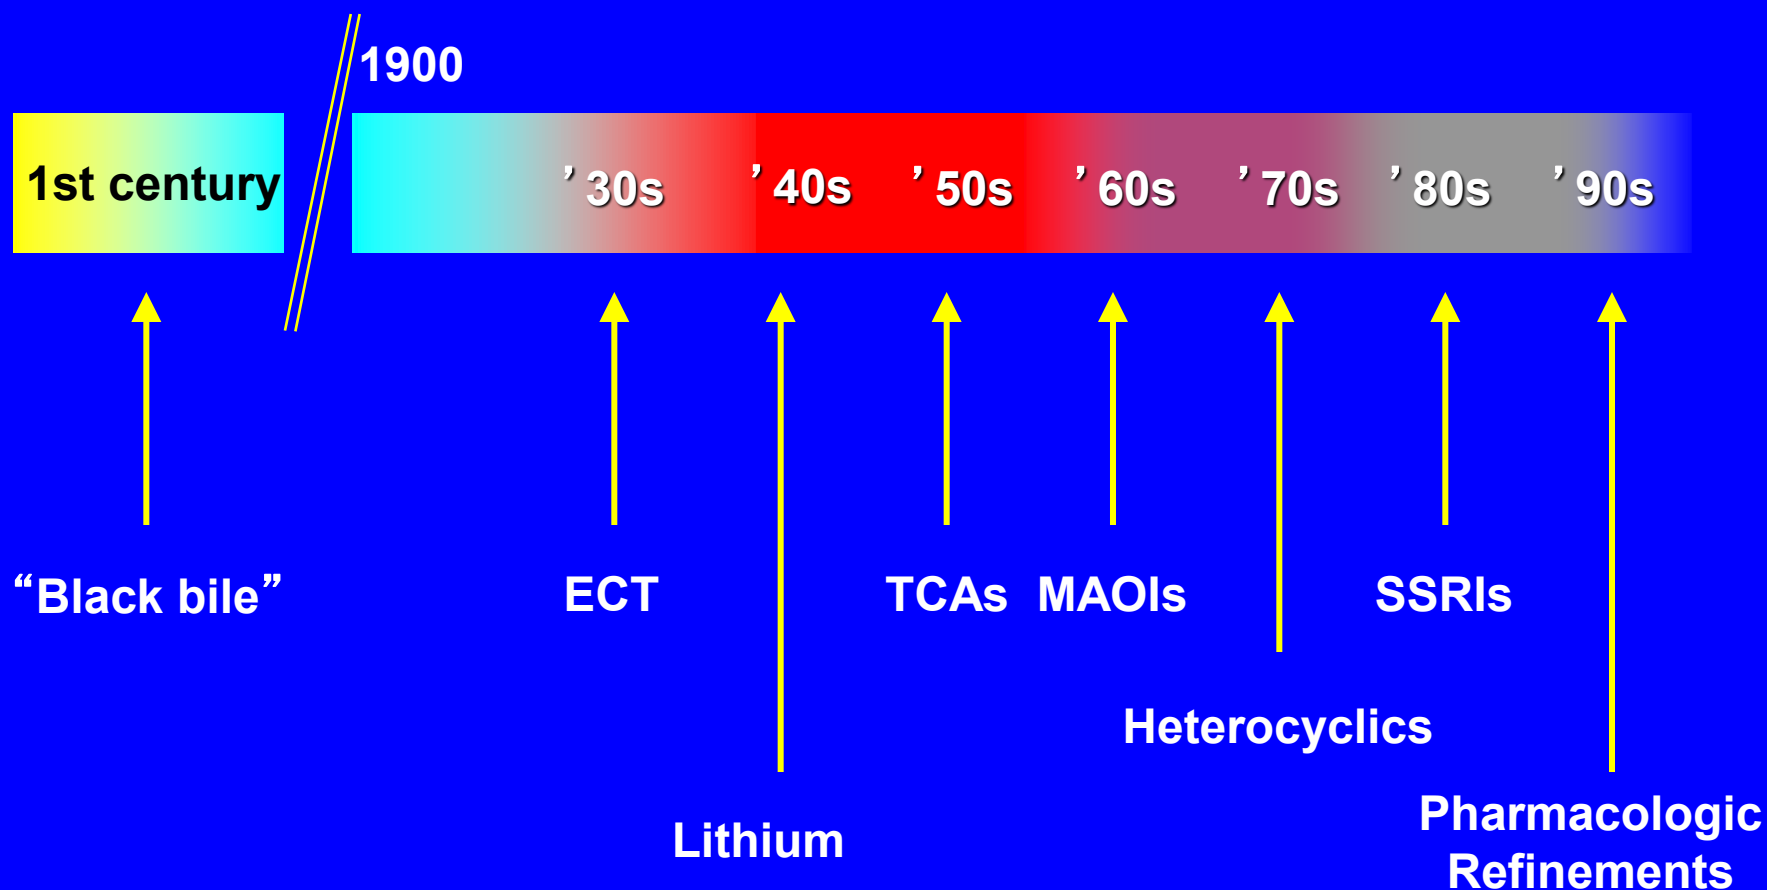 1900
1st century ’30s ’40s ’50s ’60s ’70s ’80s ’90s
“Black bile” ECT TCAs MAOIs SSRIs
Heterocyclics
Lithium
Pharmacologic
Refinements